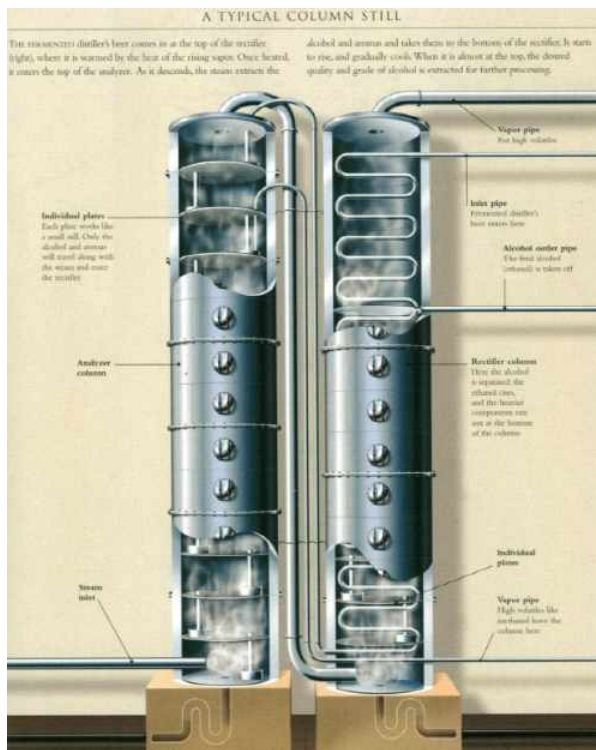 A TYPICAL COLUMN STILL
THE FERMENTED distiller's beer comes in at the top of the rectifier
(right), where it is warmed by the heat of the rising vapor. Once heated,
it enters the top of the analyzer. As it descends, the steam extracts the
alcohol and aromas and takes them to the bottom of the rectifier. It starts
to rise, and gradually cools. When it is almost at the top, the desired
quality and grade of alcohol is extracted for further processing.
Vapor pipe
For high volatiles
Individual plates
Each plate works like
a small still. Only the
alcohol and aromas
will travel along with
the steam and enter
the rectifier
Inlet pipe
Fermented distiller's
beer enters here
Alcohol outlet pipe
The final alcohol
(ethanol) is taken off
Analyzer
column
Rectifier column
Here the alcohol
is separated: the
ethanol rises,
and the heavier
components run
out at the bottom
of the column
Individual
plates
Steam
inlet
Vapor pipe
High volatiles like
methanol leave the
column here